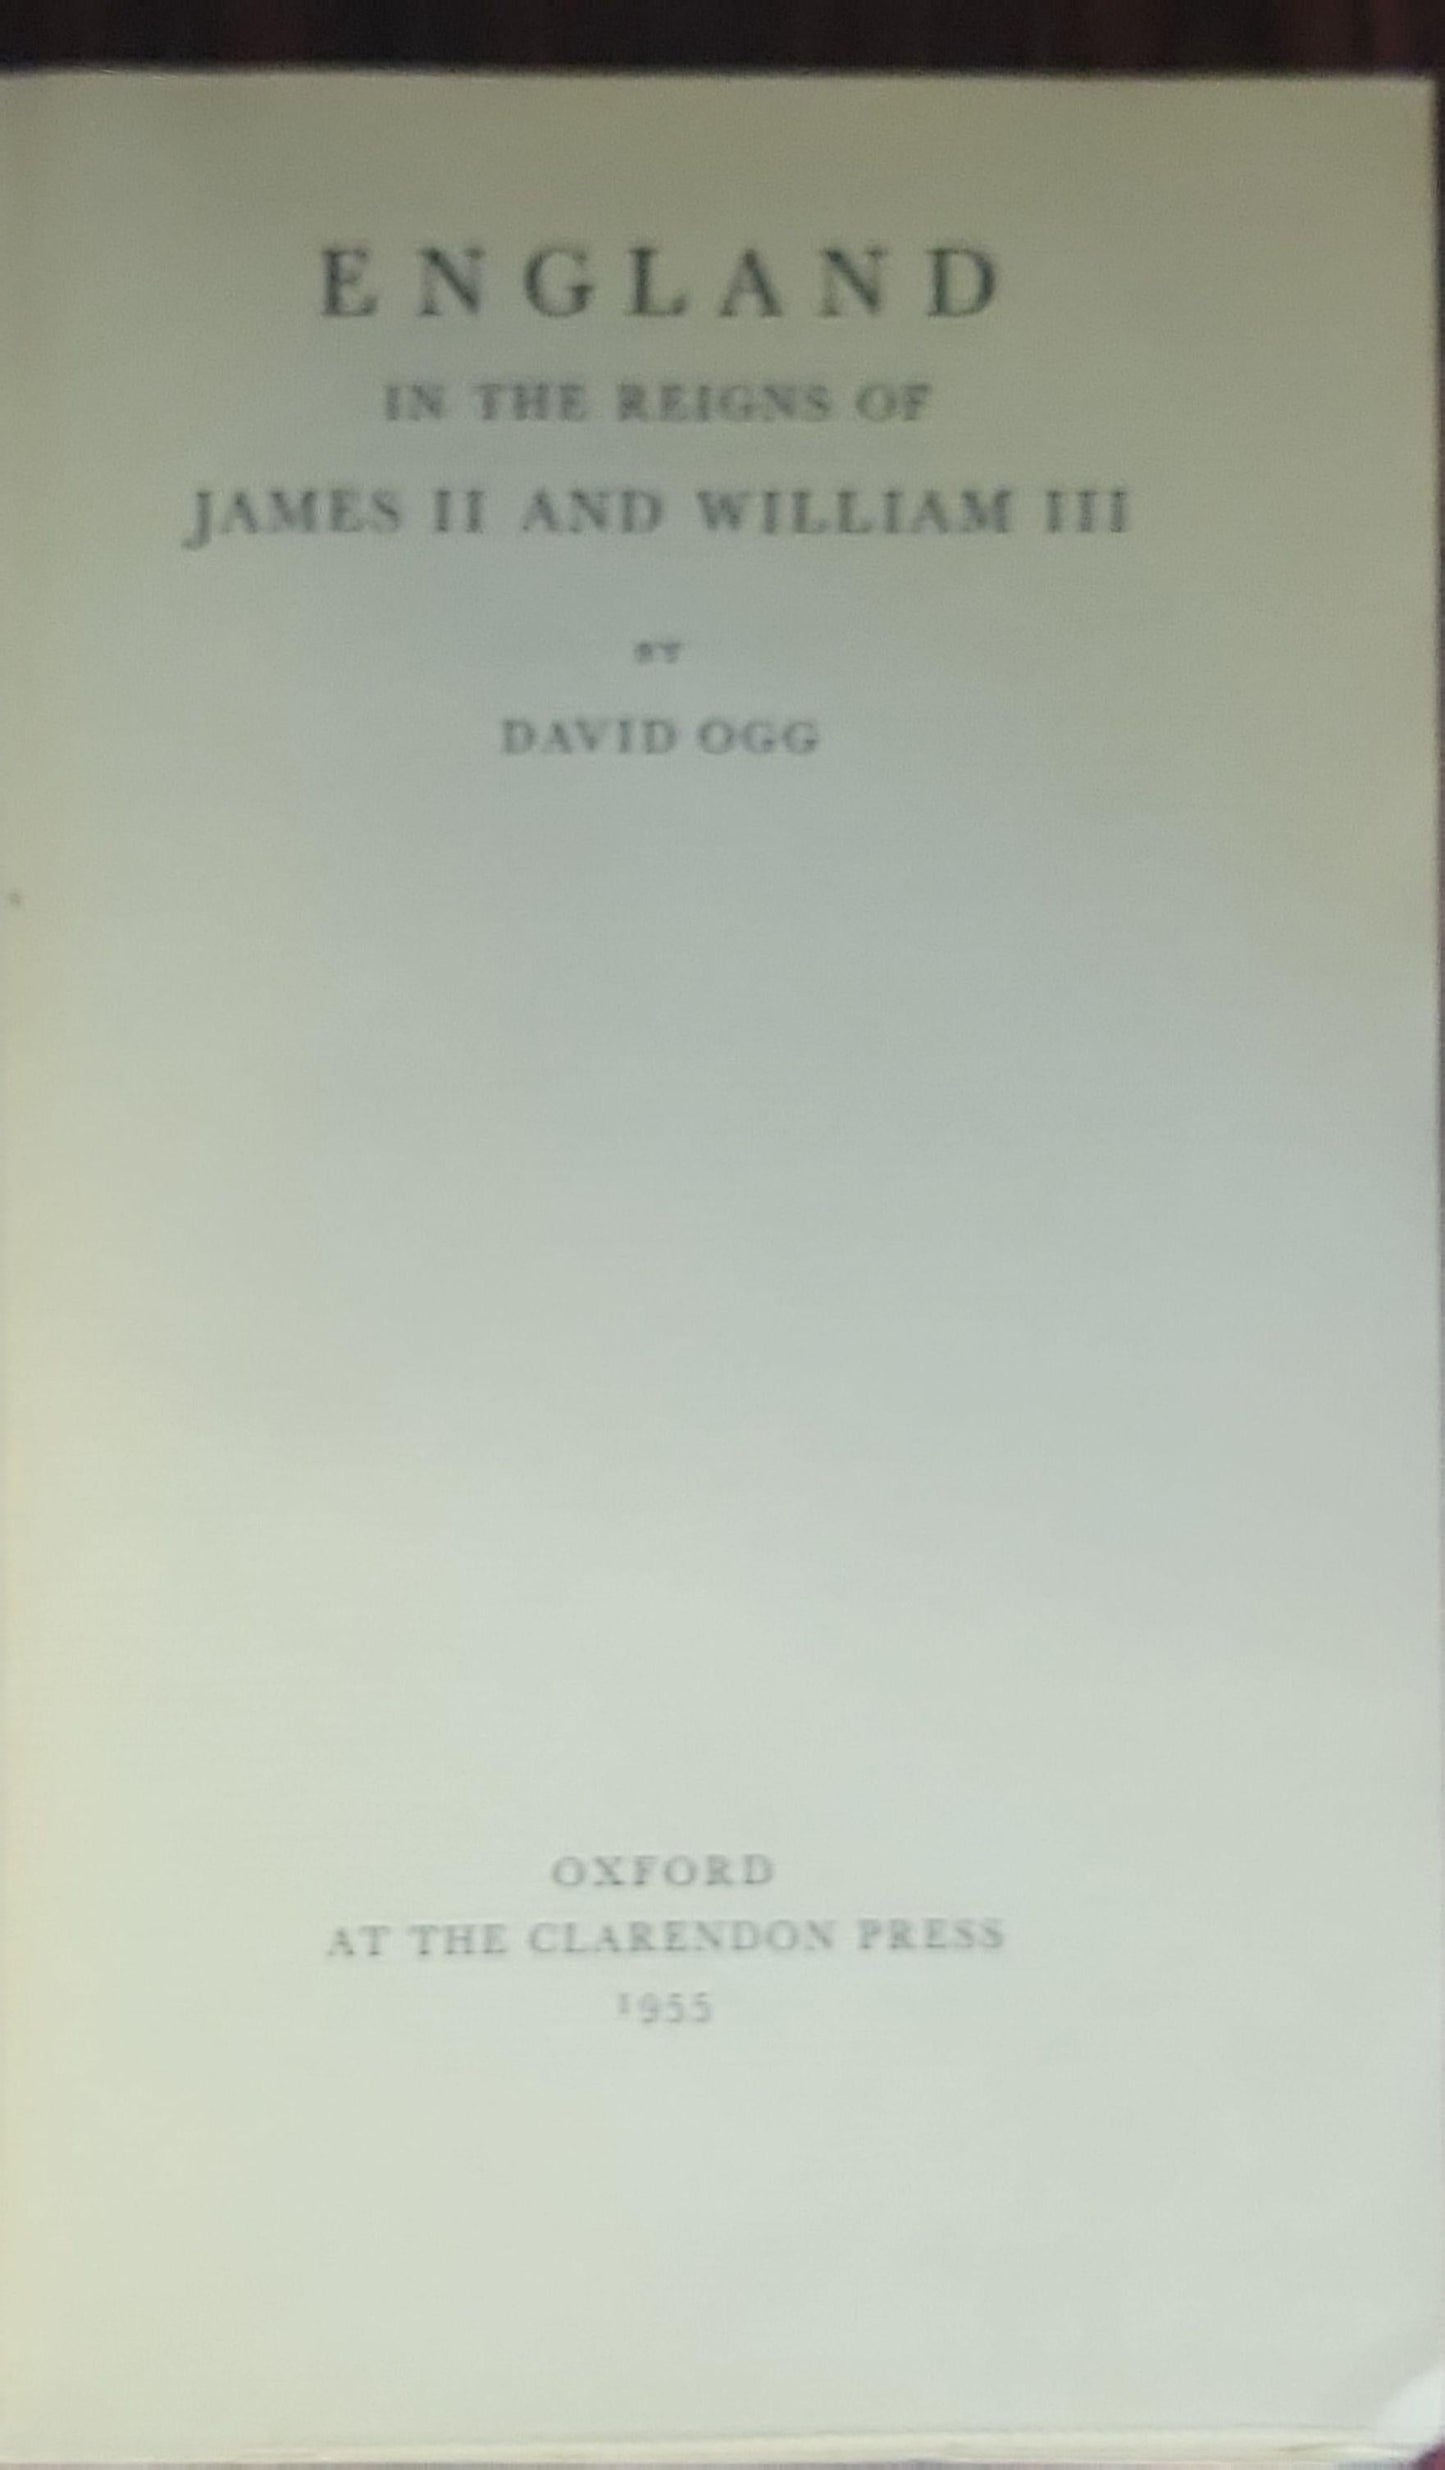 ENGLAND
IN THE REIGNS OF
JAMES II AND WILLIAM III
BY
DAVID OGG
OXFORD
AT THE CLARENDON PRESS
1955